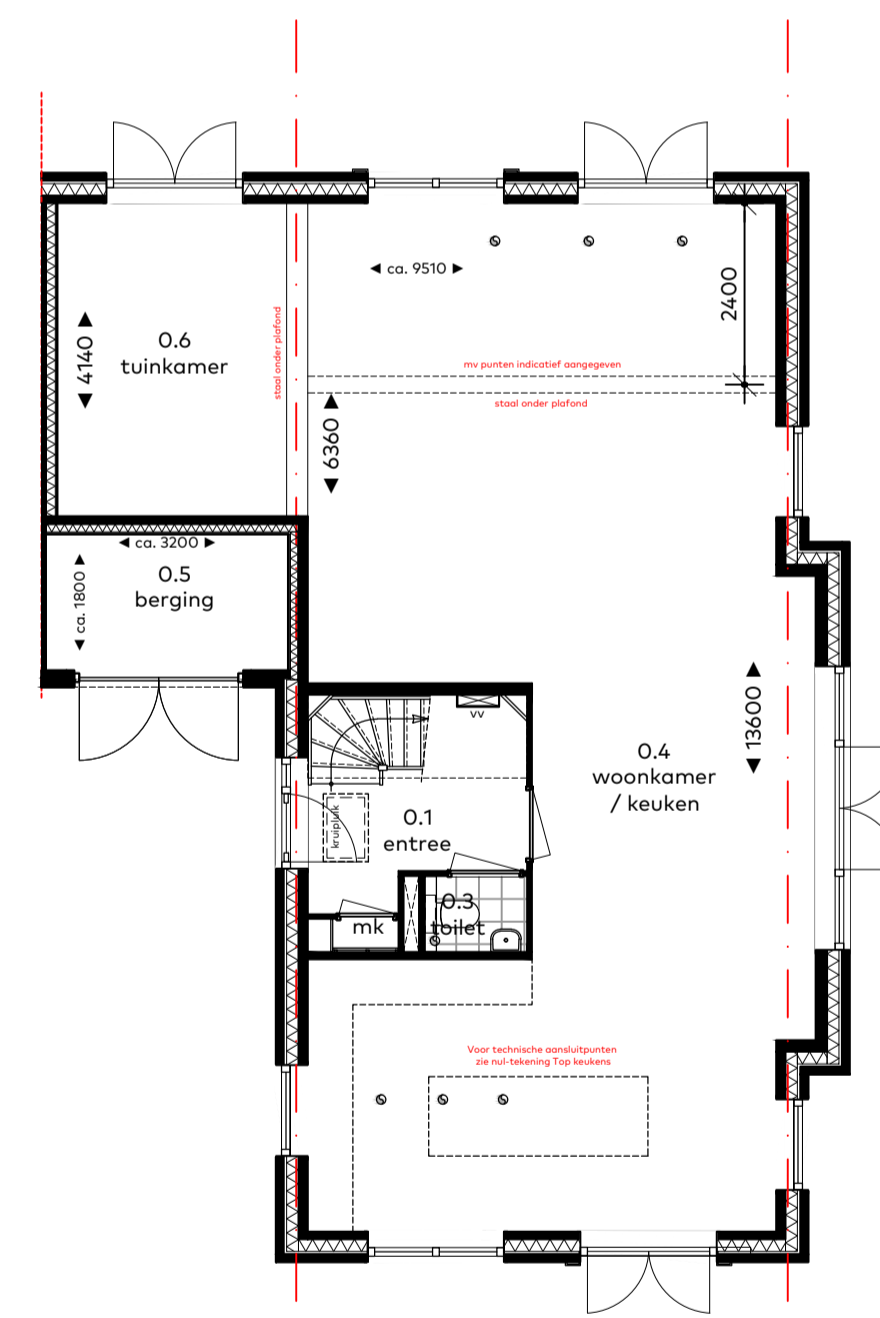 ca. 9510
2400
0.6
tuinkamer
4140
staal onder plafond
mv punten indicatief aangegeven
staal onder plafond
6360
ca. 3200
0.5
berging
ca. 1800
vv
13600
0.4
woonkamer
/ keuken
kruipluik
0.1
entree
0.3
toilet
mk
Voor technische aansluitpunten
zie nul-tekening Top keukens